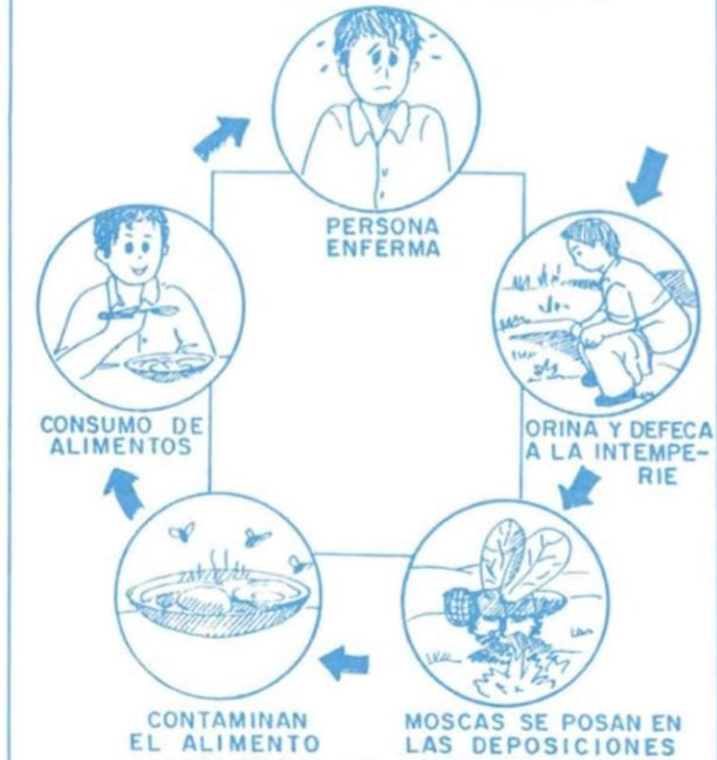 PERSONA
ENFERMA
ORINA Y DEFECA
A LA INTEMPE-
RIE
MOSCAS SE POSAN EN
LAS DEPOSICIONES
CONTAMINAN
EL ALIMENTO
CONSUMO DE
ALIMENTOS